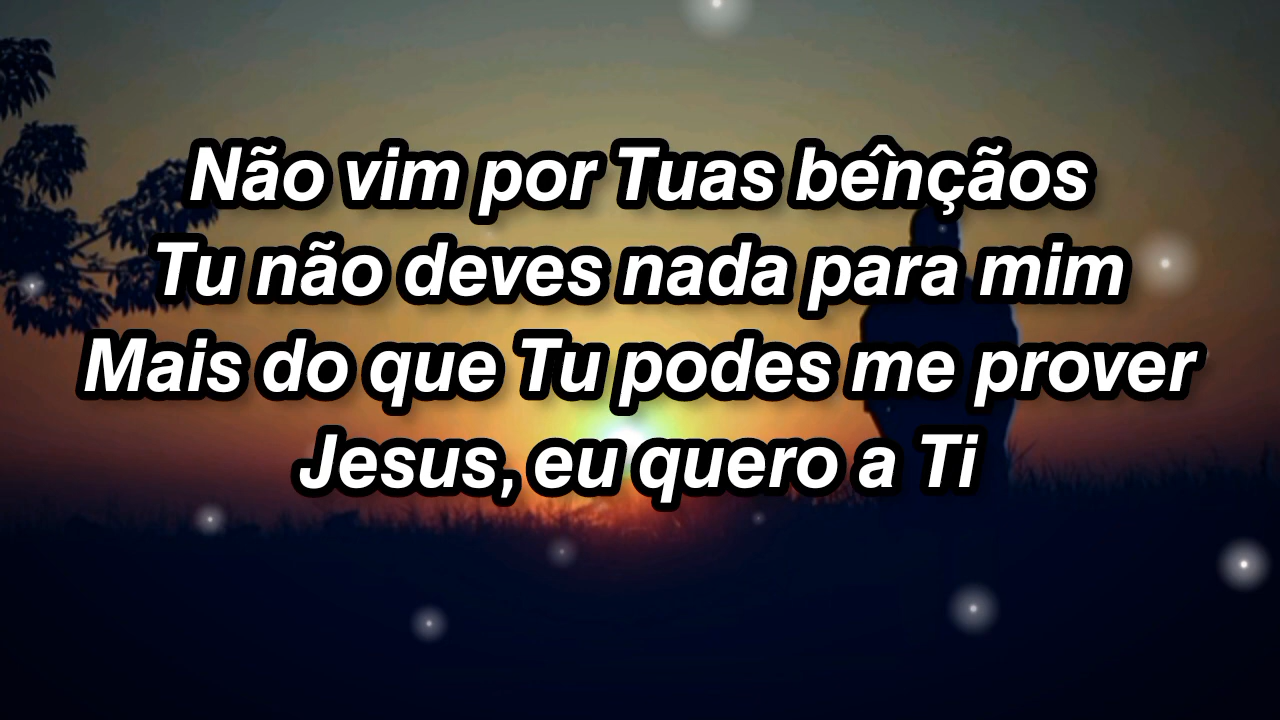 Não vim por Tuas bênçãos
Tu não deves nada para mim
Mais do que Tu podes me prover
Jesus, eu quero a Ti